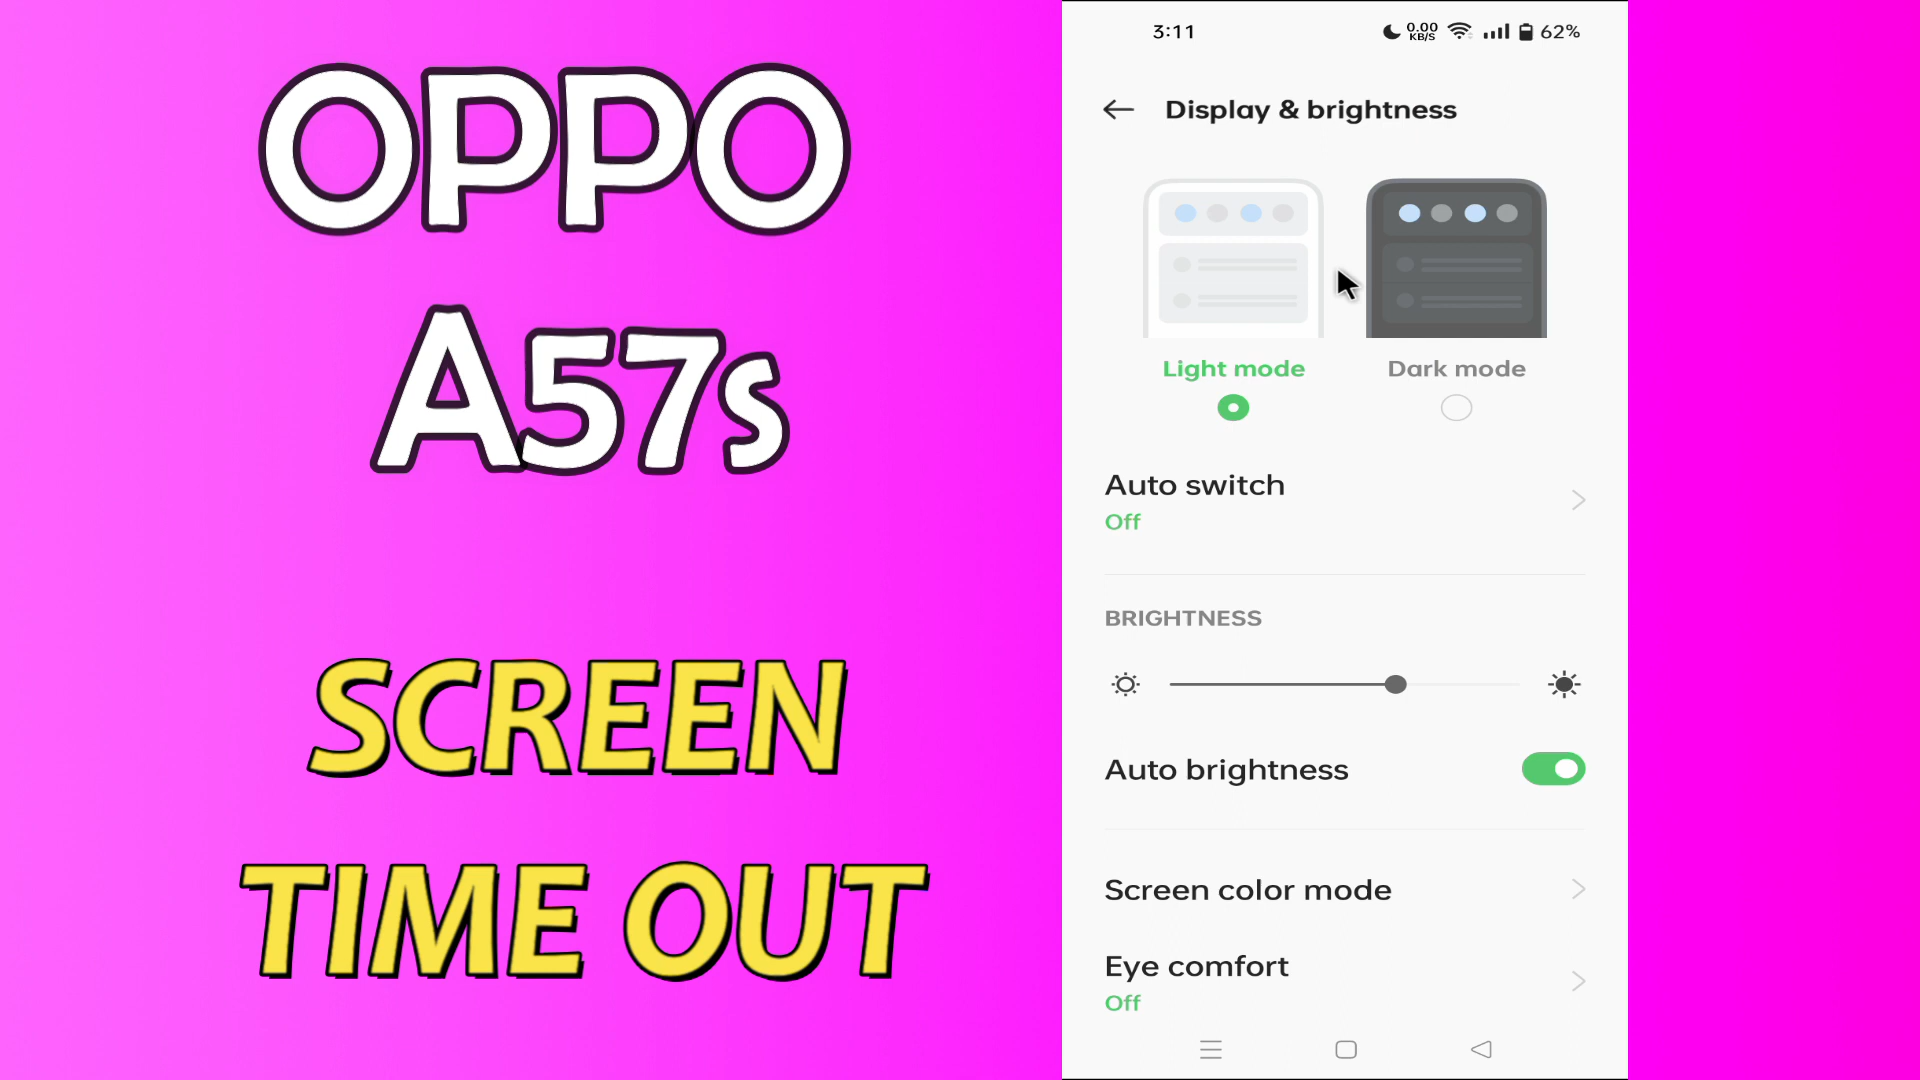 OPPO
A57s
SCREEN
TIME OUT
3:11
0.00
KB/S
62%
Display & brightness
Light mode
Dark mode
Auto switch
Off
BRIGHTNESS
Auto brightness
Screen color mode
Eye comfort
Off